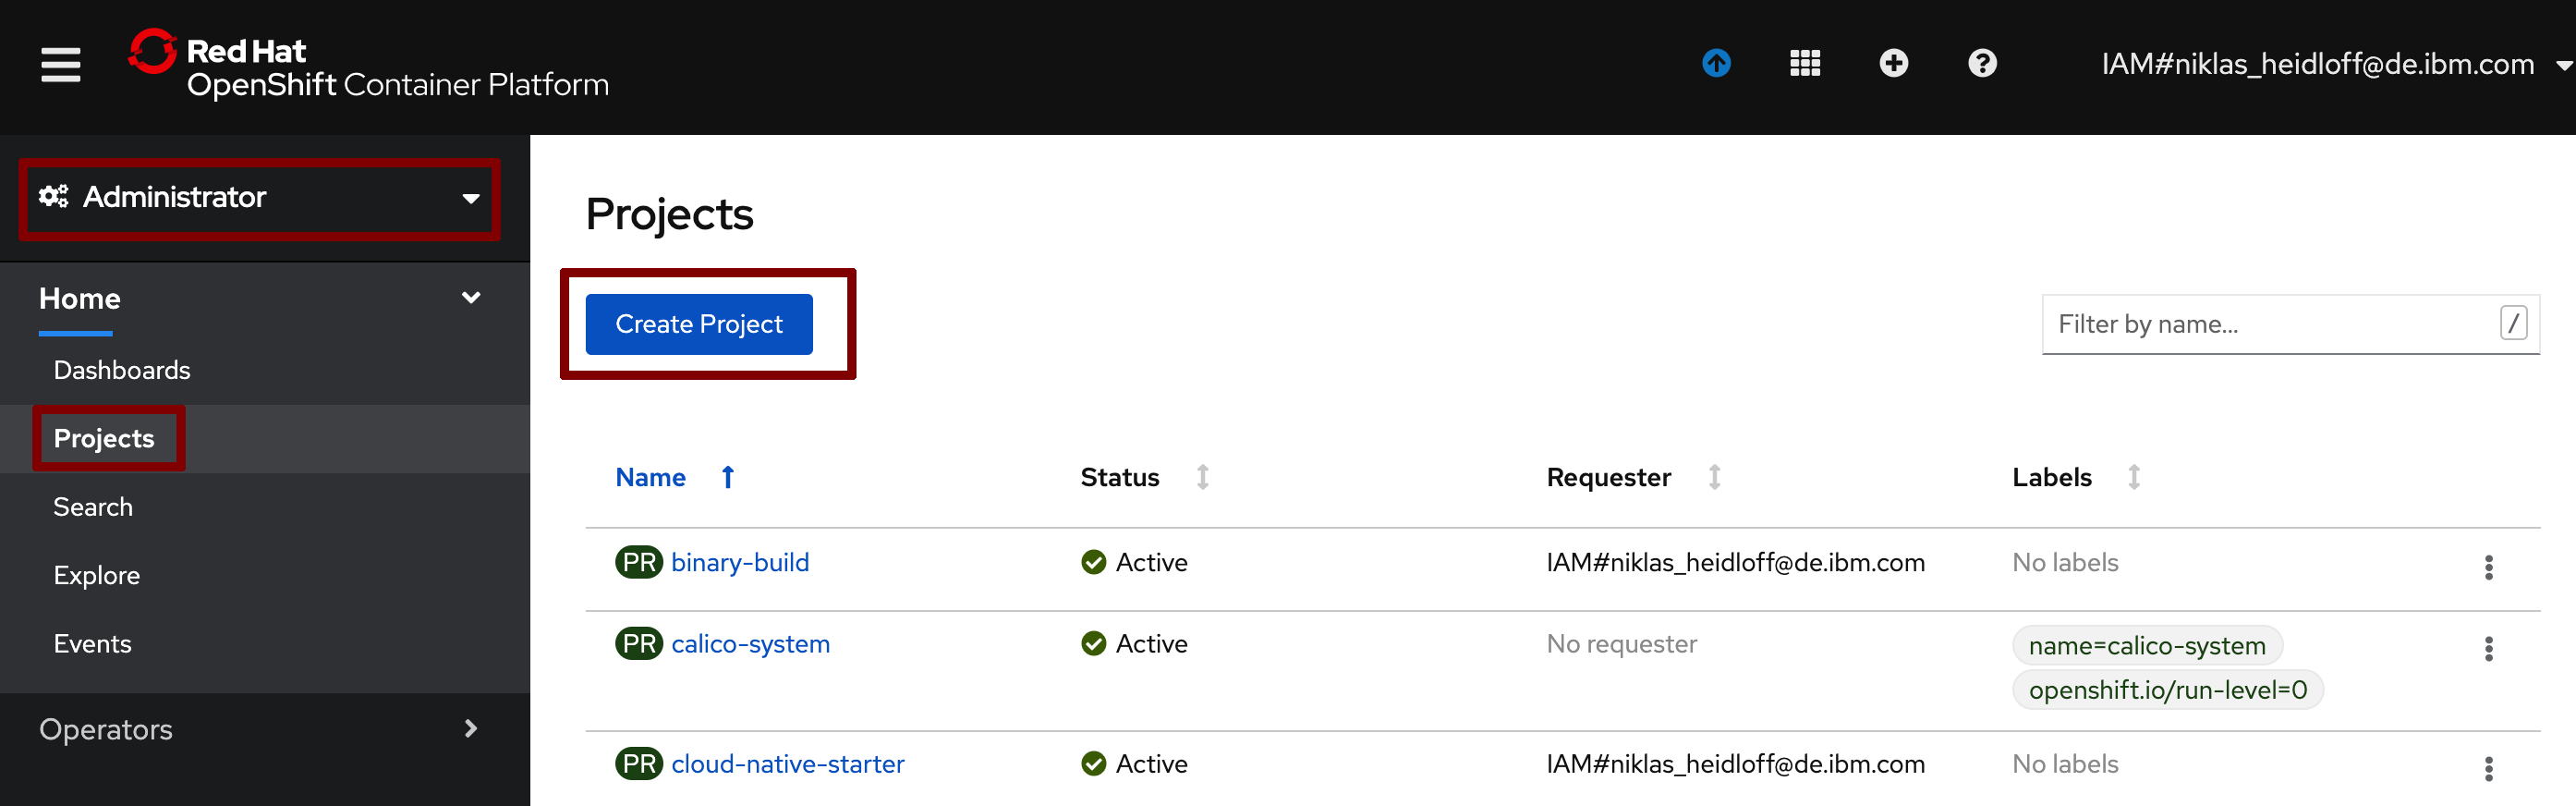 Red Hat
OpenShift Container Platform
IAM#niklas_heidloff@de.ibm.com
Administrator
Home
Dashboards
Projects
Search
Explore
Events
Operators
Projects
Create Project
Filter by name...
/
Name Status Requester Labels
PR binary-build Active IAM#niklas_heidloff@de.ibm.com No labels
PR calico-system Active No requester name=calico-system
openshift.io/run-level=0
PR cloud-native-starter Active IAM#niklas_heidloff@de.ibm.com No labels